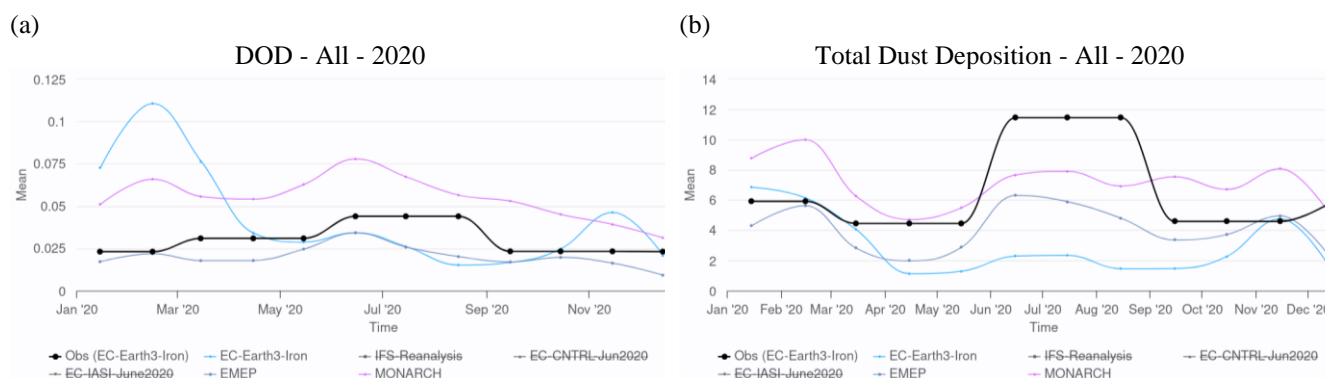 (a)
DOD - All - 2020
0.125
0.1
0.075
0.05
0.025
0
Mean
Jan '20 Mar '20 May '20 Jul '20 Sep '20 Nov '20
Time
Obs (EC-Earth3-Iron) EC-Earth3-Iron IFS-Reanalysis EC-CNTRL-Jun2020
EC-IASI-June2020 EMEP MONARCH
(b)
Total Dust Deposition - All - 2020
14
12
10
8
6
4
2
0
Mean
Jan '20 Feb '20 Mar '20 Apr '20 May '20 Jun '20 Jul '20 Aug '20 Sep '20 Oct '20 Nov '20 Dec '20
Time
Obs (EC-Earth3-Iron) EC-Earth3-Iron IFS-Reanalysis EC-CNTRL-Jun2020
EC-IASI-June2020 EMEP MONARCH